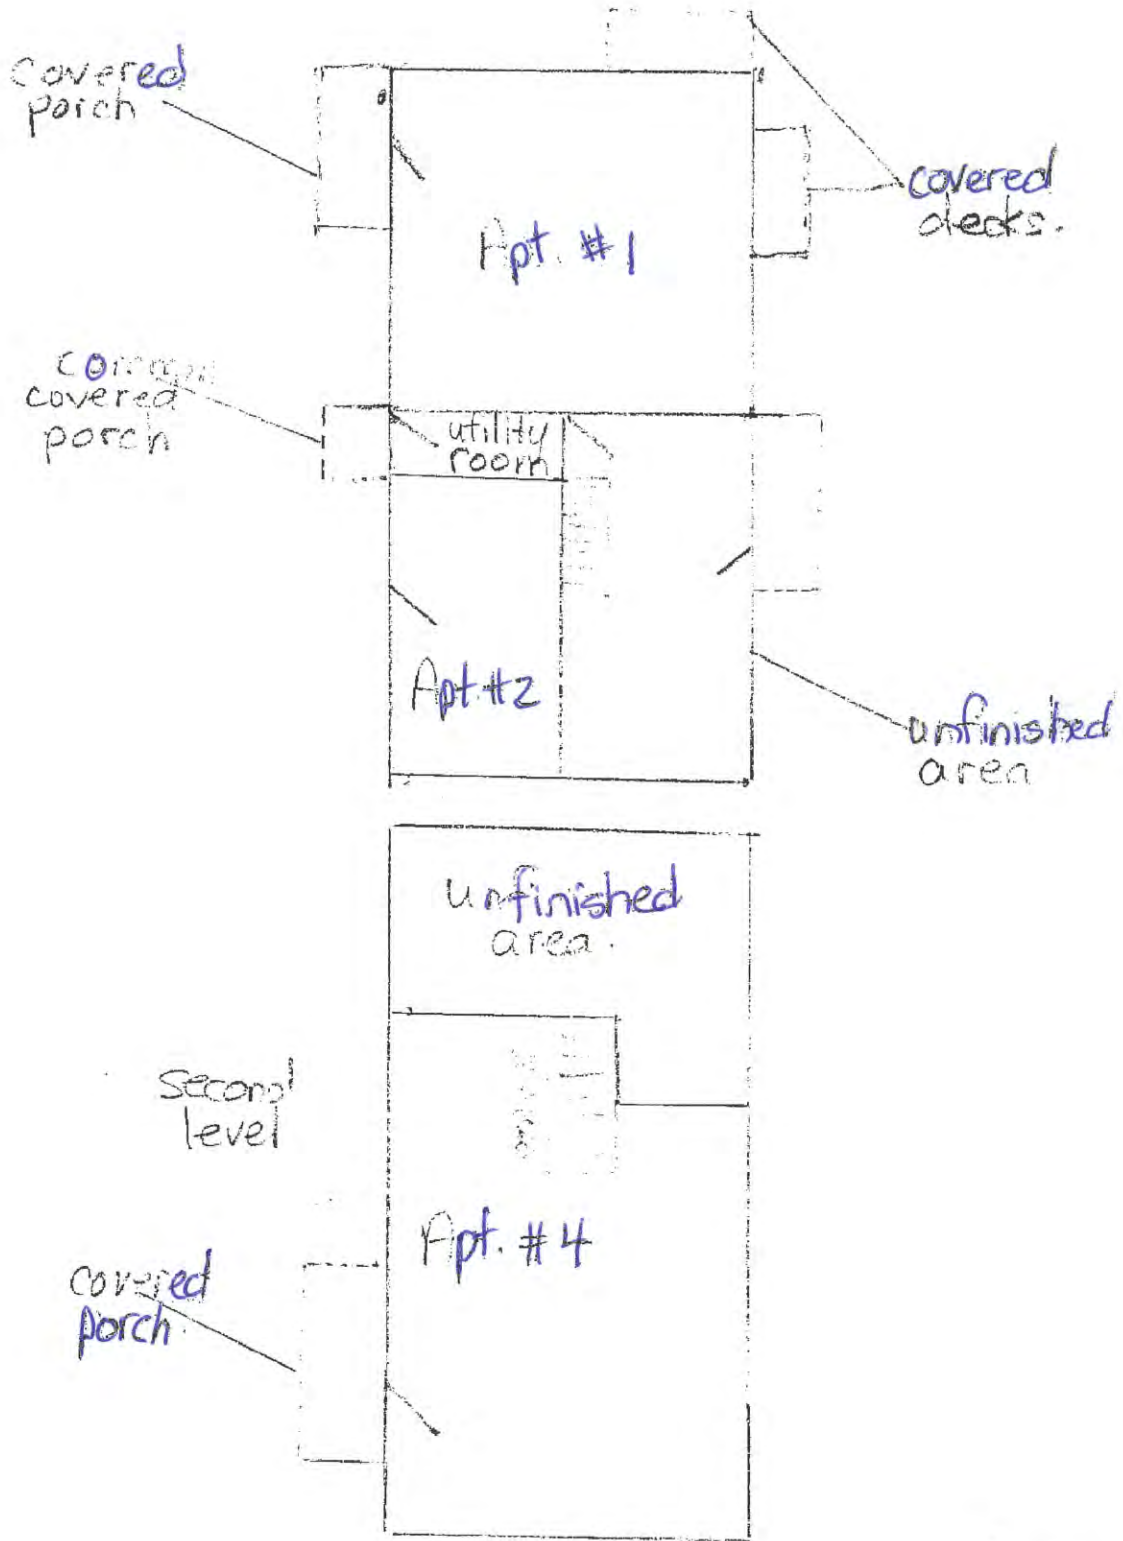 covered
porch
covered
decks.
Apt. #1
common
covered
porch
utility
room
Apt. #2
unfinished
area
unfinished
area.
second
level
Apt. #4
covered
porch